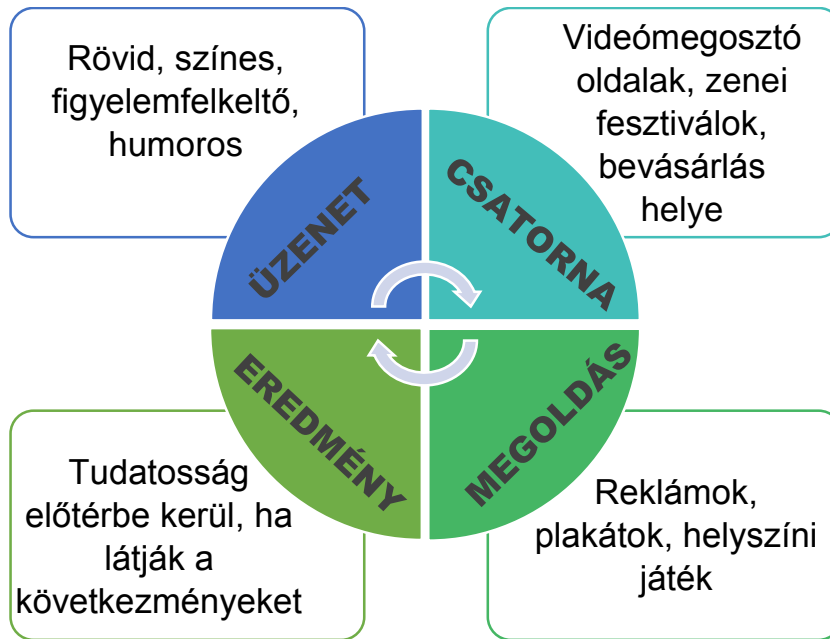 Rövid, színes,
figyelemfelkeltő,
humoros
Videómegosztó
oldalak, zenei
fesztiválok,
bevásárlás
helye
ÜZENET
CSATORNA
EREDMÉNY
MEGOLDÁS
Tudatosság
előtérbe kerül, ha
látják a
következményeket
Reklámok,
plakátok, helyszíni
játék